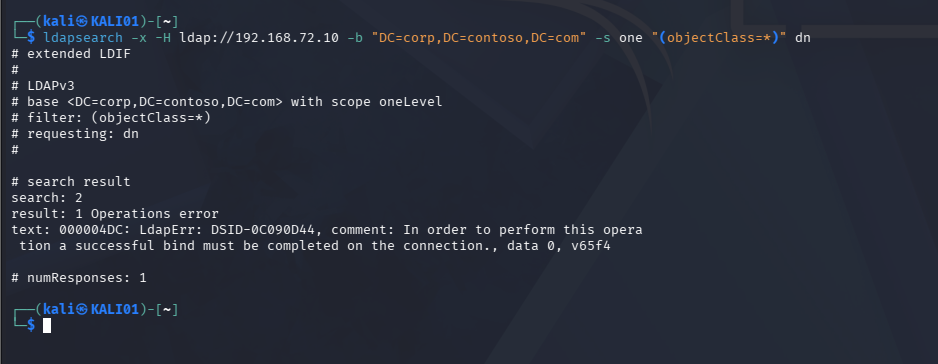 ┌──(kali㉿KALI01)-[~]
└─$ ldapsearch -x -H ldap://192.168.72.10 -b "DC=corp,DC=contoso,DC=com" -s one "(objectClass=*)" dn
# extended LDIF
#
# LDAPv3
# base <DC=corp,DC=contoso,DC=com> with scope oneLevel
# filter: (objectClass=*)
# requesting: dn
#

# search result
search: 2
result: 1 Operations error
text: 000004DC: LdapErr: DSID-0C090D44, comment: In order to perform this opera
 tion a successful bind must be completed on the connection., data 0, v65f4

# numResponses: 1

┌──(kali㉿KALI01)-[~]
└─$